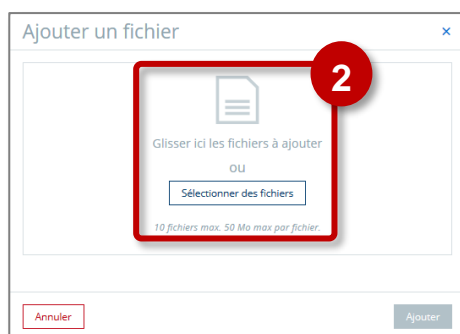 Ajouter un fichier ×
2
Glisser ici les fichiers à ajouter
ou
Sélectionner des fichiers
10 fichiers max. 50 Mo max par fichier.
Annuler
Ajouter